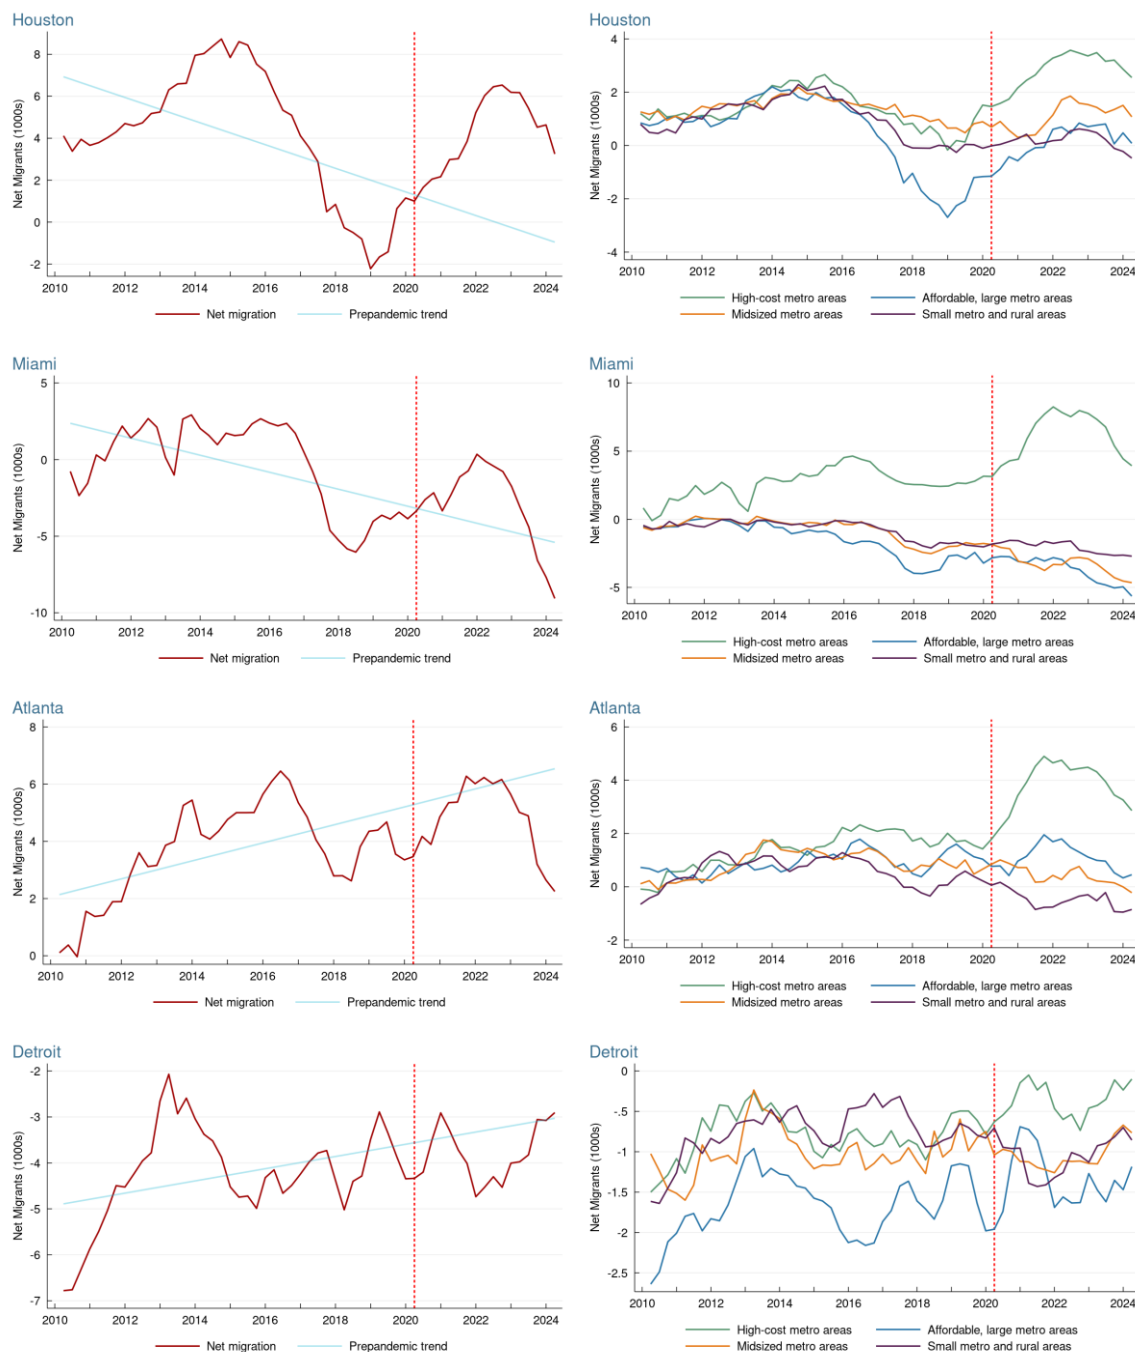 Houston
Net Migrants (1000s)
8
6
4
2
0
-2
2010 2012 2014 2016 2018 2020 2022 2024
Net migration Prepandemic trend
Houston
Net Migrants (1000s)
4
2
0
-2
-4
2010 2012 2014 2016 2018 2020 2022 2024
High-cost metro areas Affordable, large metro areas
Midsized metro areas Small metro and rural areas
Miami
Net Migrants (1000s)
5
0
-5
-10
2010 2012 2014 2016 2018 2020 2022 2024
Net migration Prepandemic trend
Miami
Net Migrants (1000s)
10
5
0
-5
2010 2012 2014 2016 2018 2020 2022 2024
High-cost metro areas Affordable, large metro areas
Midsized metro areas Small metro and rural areas
Atlanta
Net Migrants (1000s)
8
6
4
2
0
2010 2012 2014 2016 2018 2020 2022 2024
Net migration Prepandemic trend
Atlanta
Net Migrants (1000s)
6
4
2
0
-2
2010 2012 2014 2016 2018 2020 2022 2024
High-cost metro areas Affordable, large metro areas
Midsized metro areas Small metro and rural areas
Detroit
Net Migrants (1000s)
-2
-3
-4
-5
-6
-7
2010 2012 2014 2016 2018 2020 2022 2024
Net migration Prepandemic trend
Detroit
Net Migrants (1000s)
0
-.5
-1
-1.5
-2
-2.5
2010 2012 2014 2016 2018 2020 2022 2024
High-cost metro areas Affordable, large metro areas
Midsized metro areas Small metro and rural areas